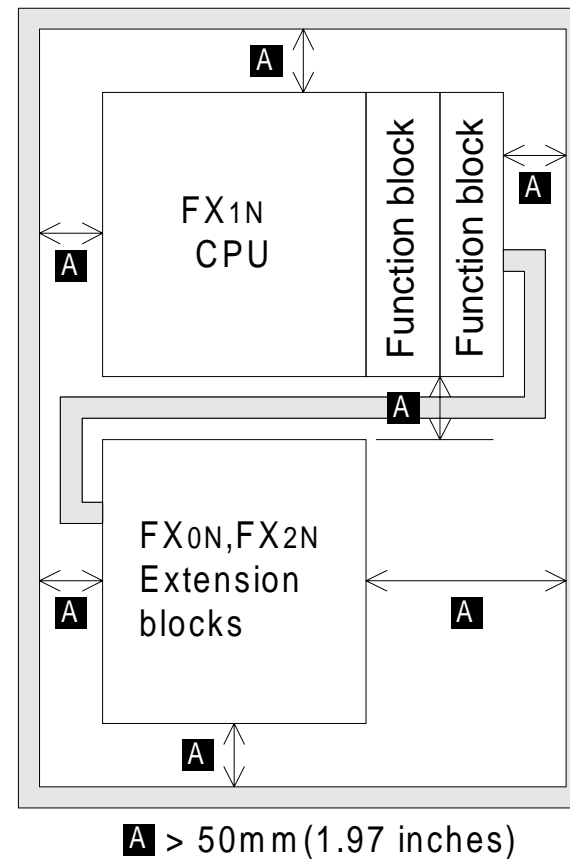 A
FX1N
CPU
Function block
Function block
A
A
A
FX0N,FX2N
Extension
blocks
A
A
A
A > 50mm(1.97 inches)